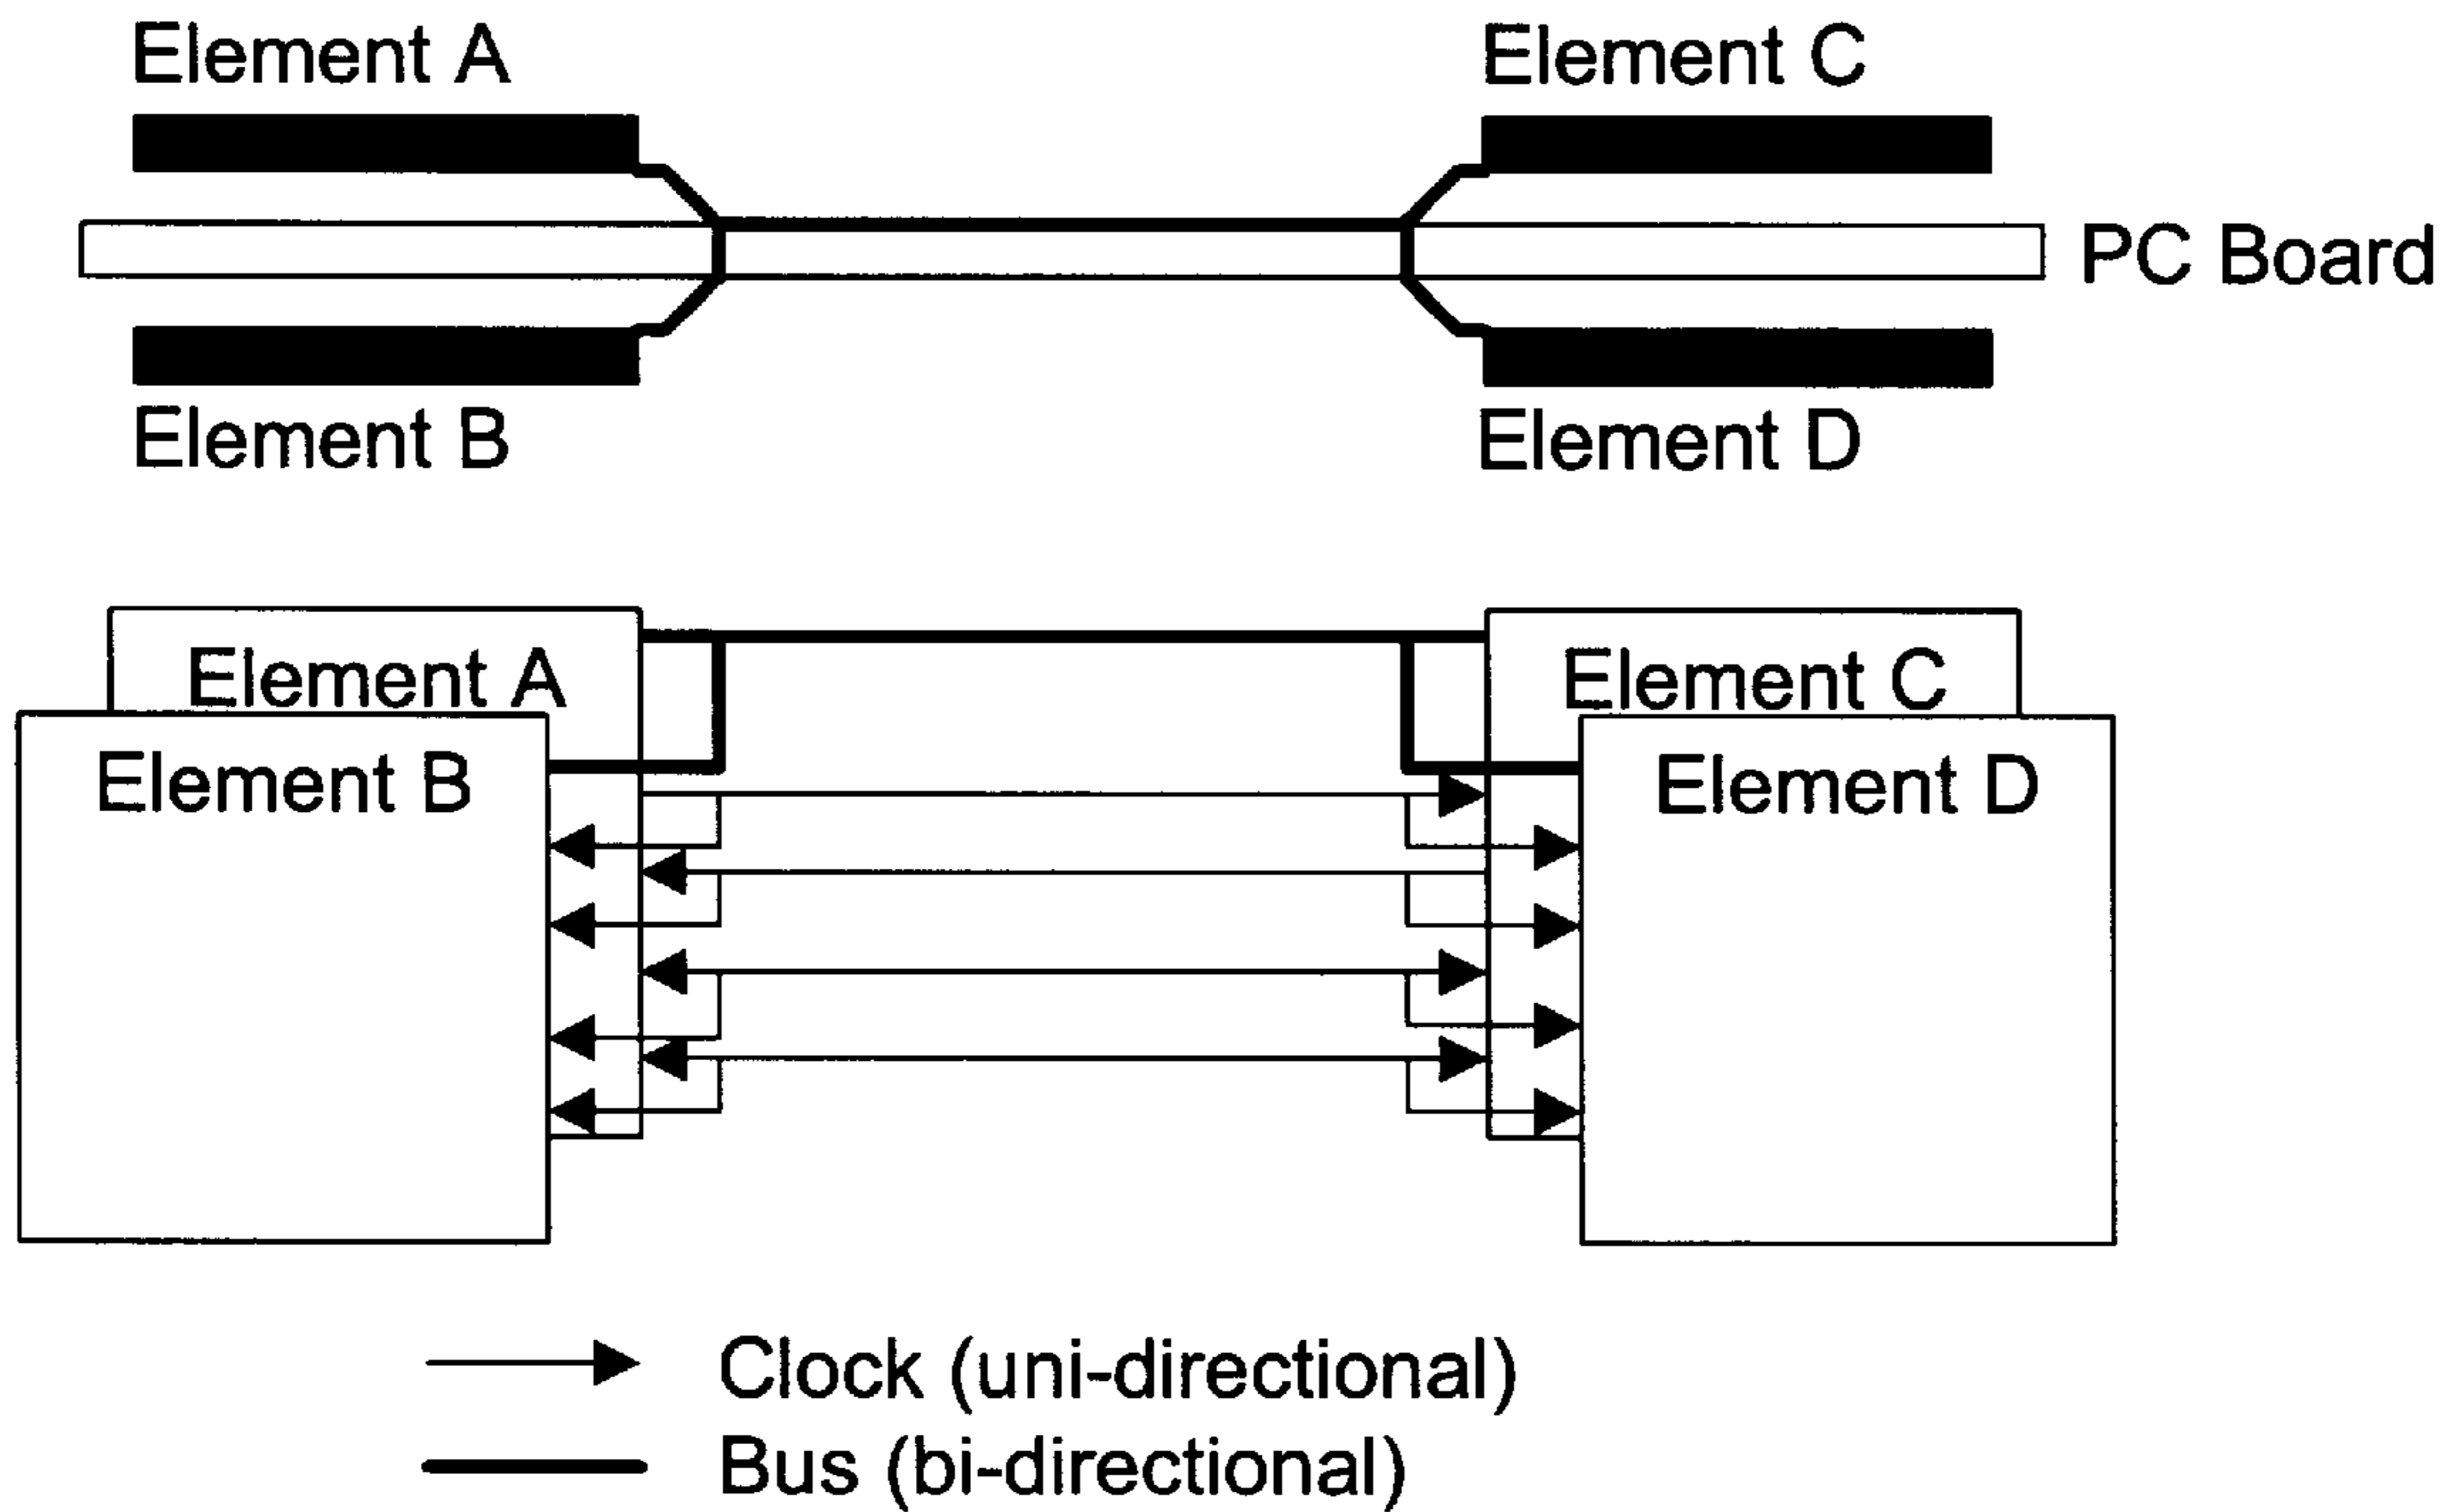 Element A
Element C
PC Board
Element B
Element D
Element A
Element C
Element B
Element D
Clock (uni-directional)
Bus (bi-directional)